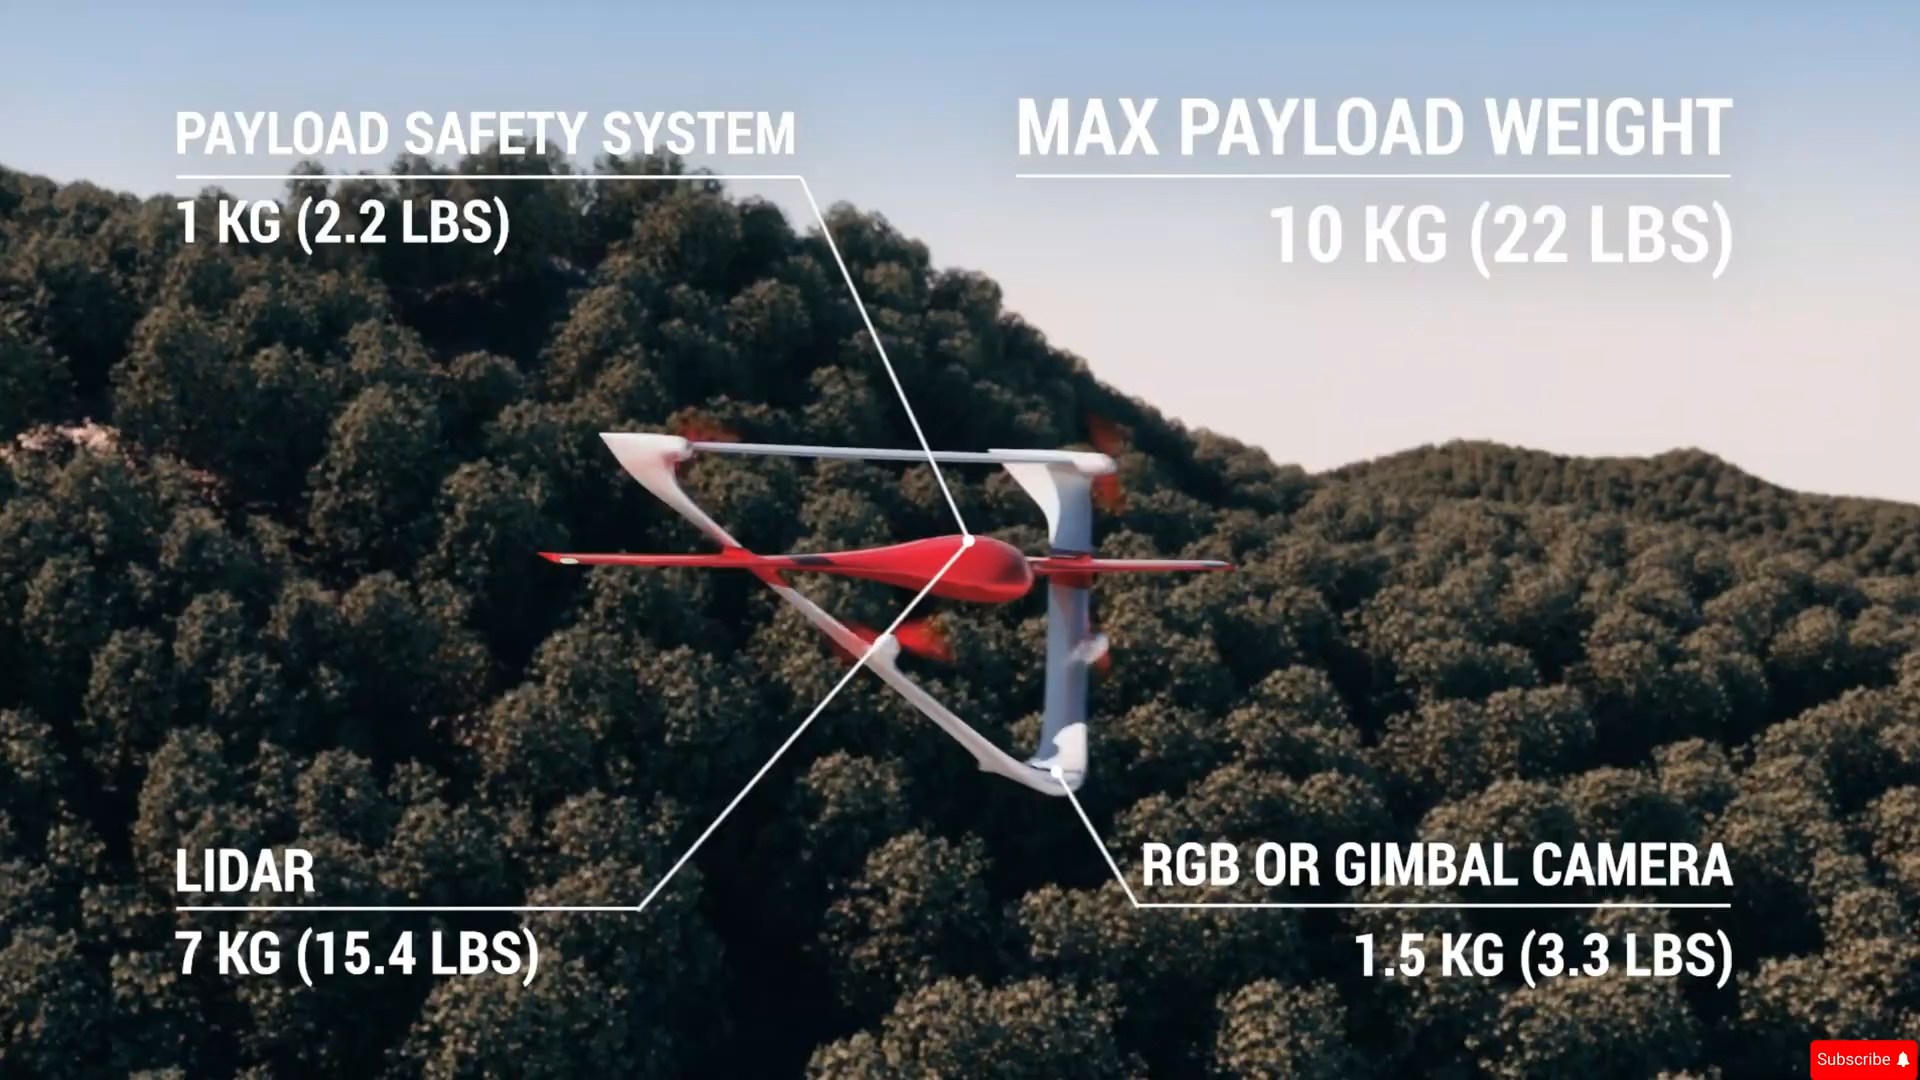 PAYLOAD SAFETY SYSTEM
1 KG (2.2 LBS)
MAX PAYLOAD WEIGHT
10 KG (22 LBS)
LIDAR
7 KG (15.4 LBS)
RGB OR GIMBAL CAMERA
1.5 KG (3.3 LBS)
Subscribe